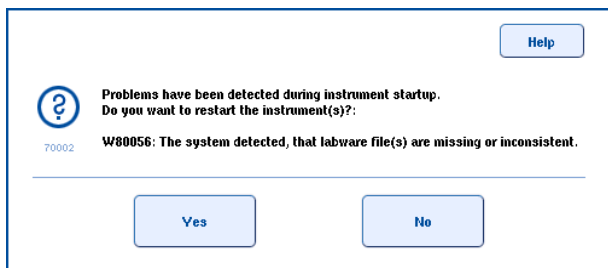 Help
Problems have been detected during instrument startup.
Do you want to restart the instrument(s)?:
70002
W80056: The system detected, that labware file(s) are missing or inconsistent.
Yes
No